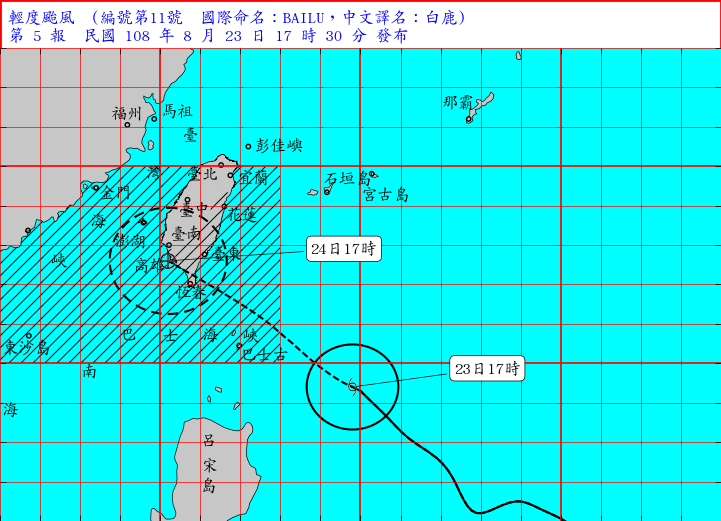 輕度颱風 (編號第11號 國際命名：BAILU，中文譯名：白鹿)
第 5 報 民國 108 年 8 月 23 日 17 時 30 分 發布
那霸
福州
馬祖
臺
彭佳嶼
灣
臺北
宜蘭
石垣島
金門
宮古島
臺中
花蓮
海
臺南
澎湖
24日17時
臺東
峽
高雄
恆春
巴 士 海 峽
東沙島
巴士古
23日17時
南
海
呂
宋
島